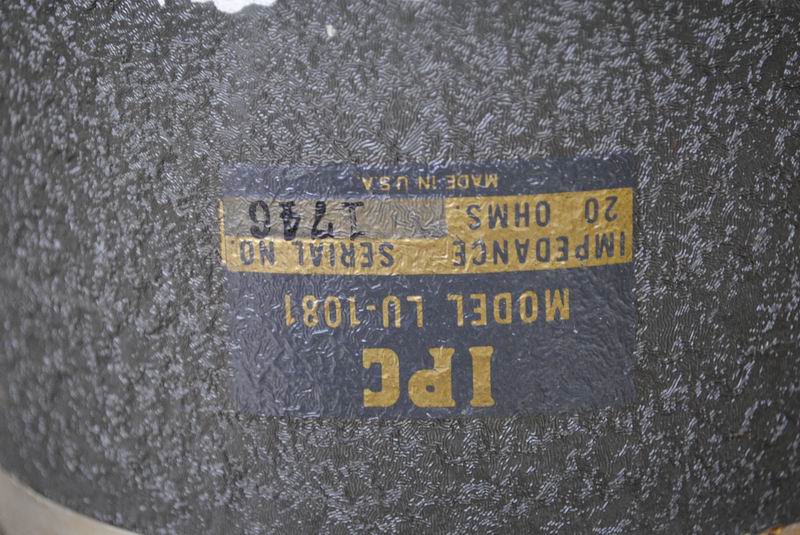 IPC
MODEL LU-1081
IMPEDANCE SERIAL NO.
20 OHMS 1746
MADE IN U.S.A.